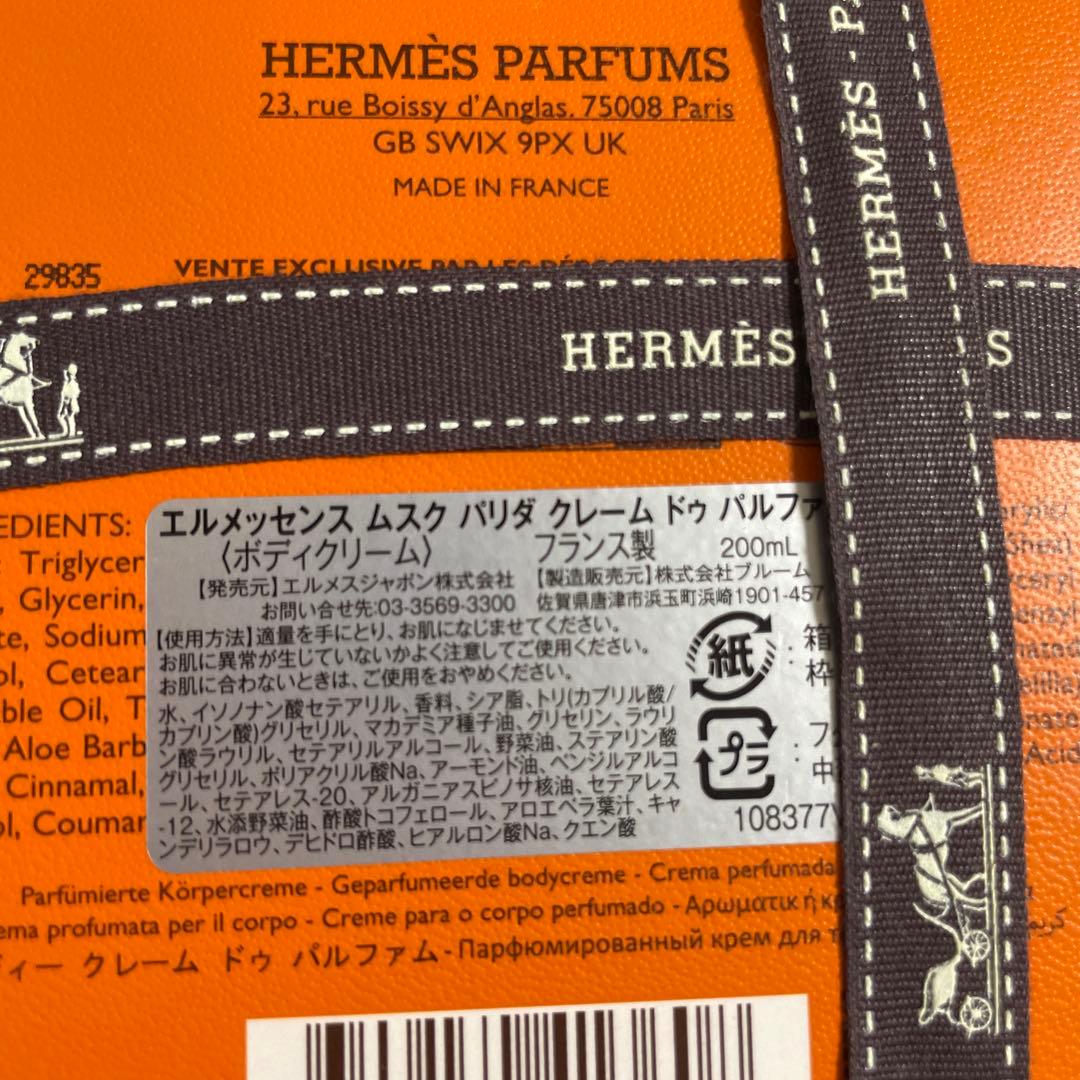 HERMÈS PARFUMS
23, rue Boissy d'Anglas. 75008 Paris
GB SWIX 9PX UK
MADE IN FRANCE
29835
VENTE EXCLUSIVE PAR LES
HERMÈS S
HERMÈS · P
EDIENTS:
Triglycer
, Glycerin,
te, Sodium
ol, Cetear
ble Oil, T
Aloe Barb
Cinnamal,
ol, Coumar
エルメッセンス ムスク パリダ クレーム ドゥ パルファ
〈ボディクリーム〉 フランス製 200mL
【発売元】エルメスジャポン株式会社 【製造販売元】株式会社ブルーム
お問い合せ先:03-3569-3300 佐賀県唐津市浜玉町浜崎1901-457
【使用方法】適量を手にとり、お肌になじませてください。
お肌に異常が生じていないかよく注意してご使用ください。
お肌に合わないときは、ご使用をおやめください。
水、イソノナン酸セテアリル、香料、シア脂、トリ(カプリル酸/
カプリン酸)グリセリル、マカデミア種子油、グリセリン、ラウリ
ン酸ラウリル、セテアリルアルコール、野菜油、ステアリン酸
グリセリル、ポリアクリル酸Na、アーモンド油、ベンジルアルコ
ール、セテアレス-20、アルガニアスピノサ核油、セテアレス
-12、水添野菜油、酢酸トコフェロール、アロエベラ葉汁、キャ
ンデリラロウ、デヒドロ酢酸、ヒアルロン酸Na、クエン酸
紙 : 箱
枠
プラ : フ
: 中
108377
Shea)
ceryl
enzyl
Acid
Parfümierte Körpercreme - Geparfumeerde bodycreme - Crema perfumada
ema profumata per il corpo - Creme para o corpo perfumado - Αρωματικ ή κρ
ディー クレーム ドゥ パルファム - Парфюмированный крем для т